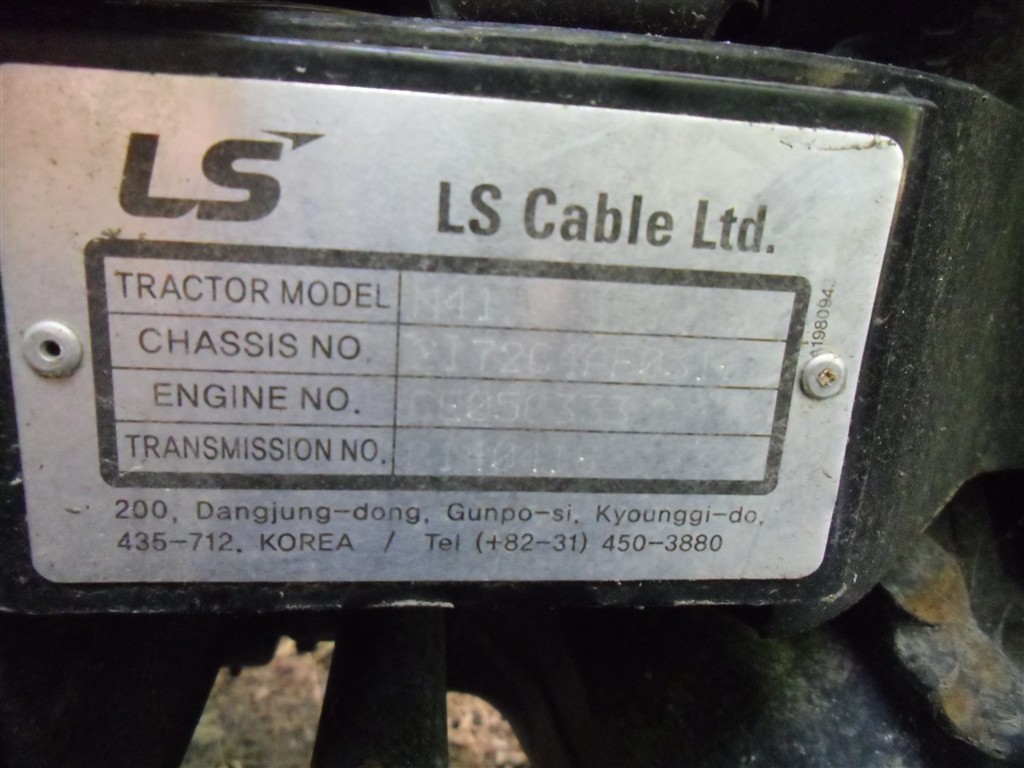 LS
LS Cable Ltd.
TRACTOR MODEL N41
CHASSIS NO.
ENGINE NO.
TRANSMISSION NO.
200, Dangjung-dong, Gunpo-si, Kyounggi-do,
435-712, KOREA / Tel (+82-31) 450-3880